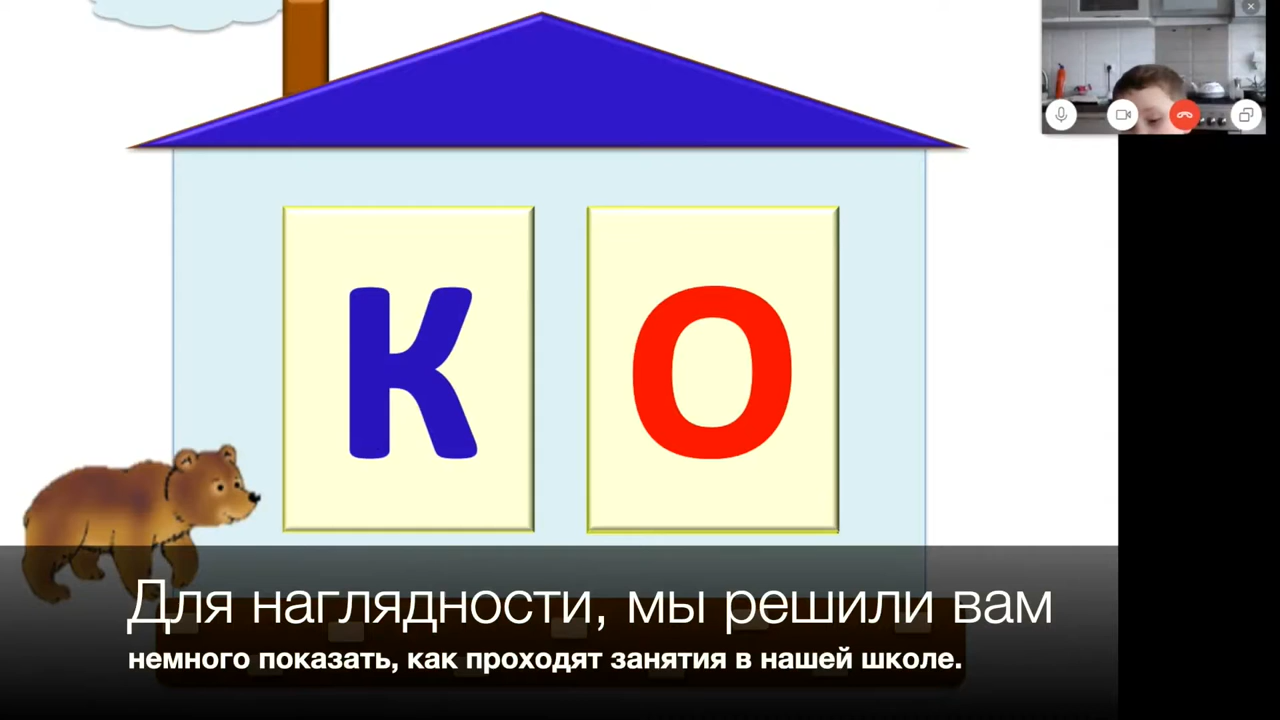 К О
Для наглядности, мы решили вам
немного показать, как проходят занятия в нашей школе.